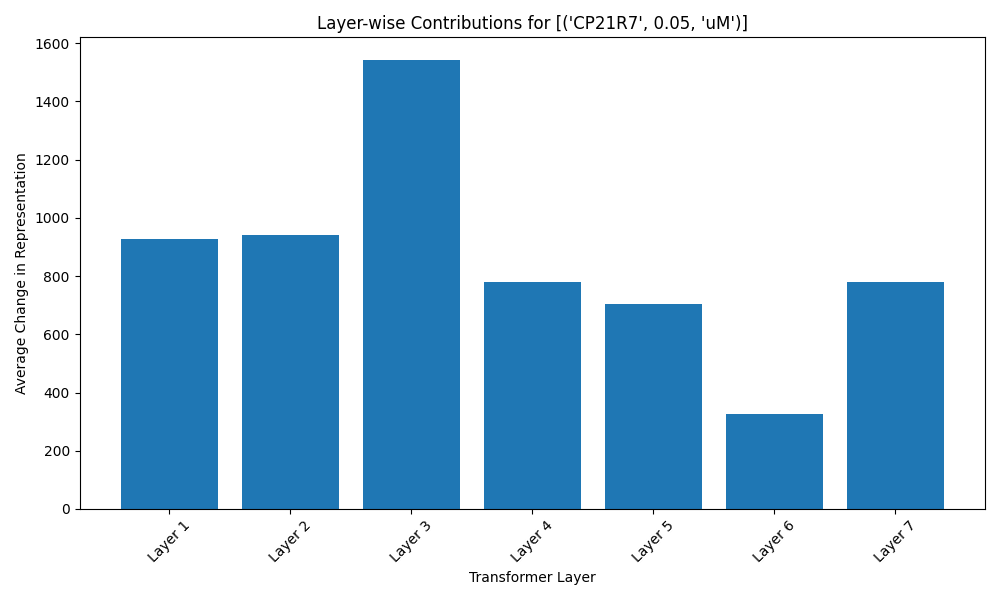 Layer-wise Contributions for [('CP21R7', 0.05, 'uM')]
Average Change in Representation
1600
1400
1200
1000
800
600
400
200
0
Layer 1
Layer 2
Layer 3
Layer 4
Layer 5
Layer 6
Layer 7
Transformer Layer